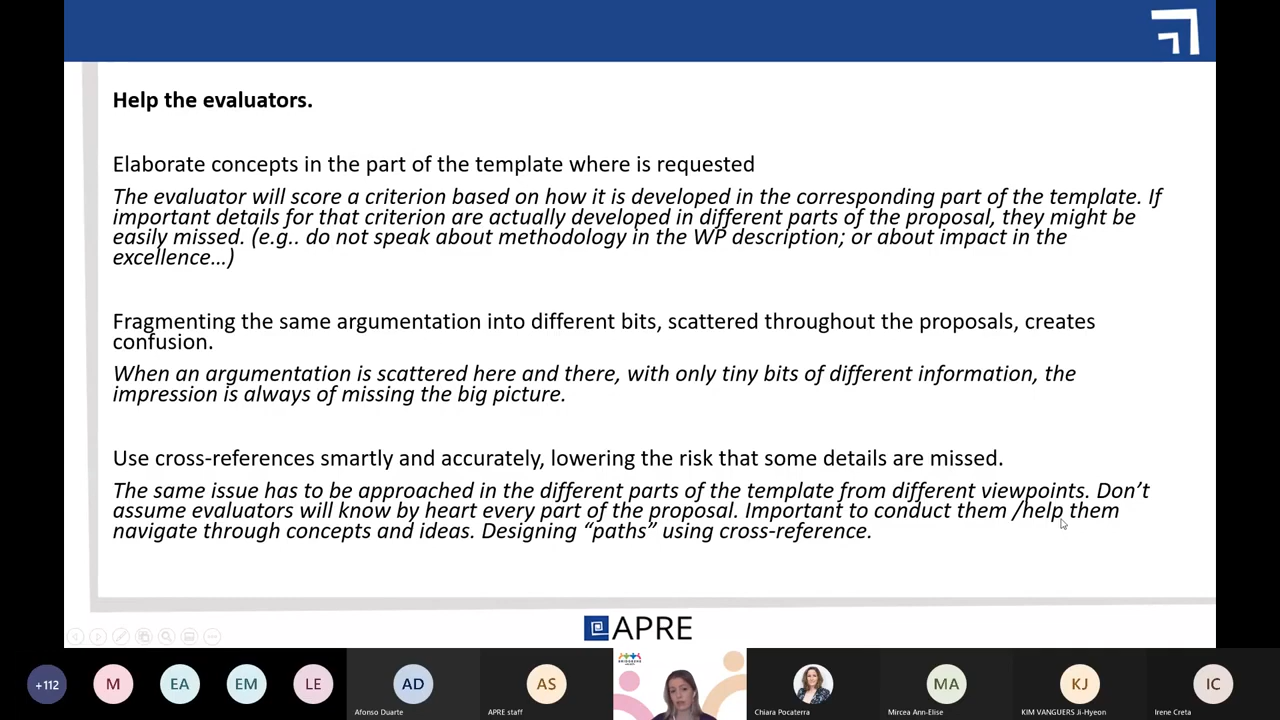 Help the evaluators.
Elaborate concepts in the part of the template where is requested
The evaluator will score a criterion based on how it is developed in the corresponding part of the template. If
important details for that criterion are actually developed in different parts of the proposal, they might be
easily missed. (e.g.. do not speak about methodology in the WP description; or about impact in the
excellence…)
Fragmenting the same argumentation into different bits, scattered throughout the proposals, creates
confusion.
When an argumentation is scattered here and there, with only tiny bits of different information, the
impression is always of missing the big picture.
Use cross-references smartly and accurately, lowering the risk that some details are missed.
The same issue has to be approached in the different parts of the template from different viewpoints. Don’t
assume evaluators will know by heart every part of the proposal. Important to conduct them /help them
navigate through concepts and ideas. Designing “paths” using cross-reference.
APRE
+112 M EA EM LE AD AS MA KJ IC
Afonso Duarte APRE staff Chiara Pocaterra Mircea Ann-Elise KIM VANGUERS Ji-Hyeon Irene Creta